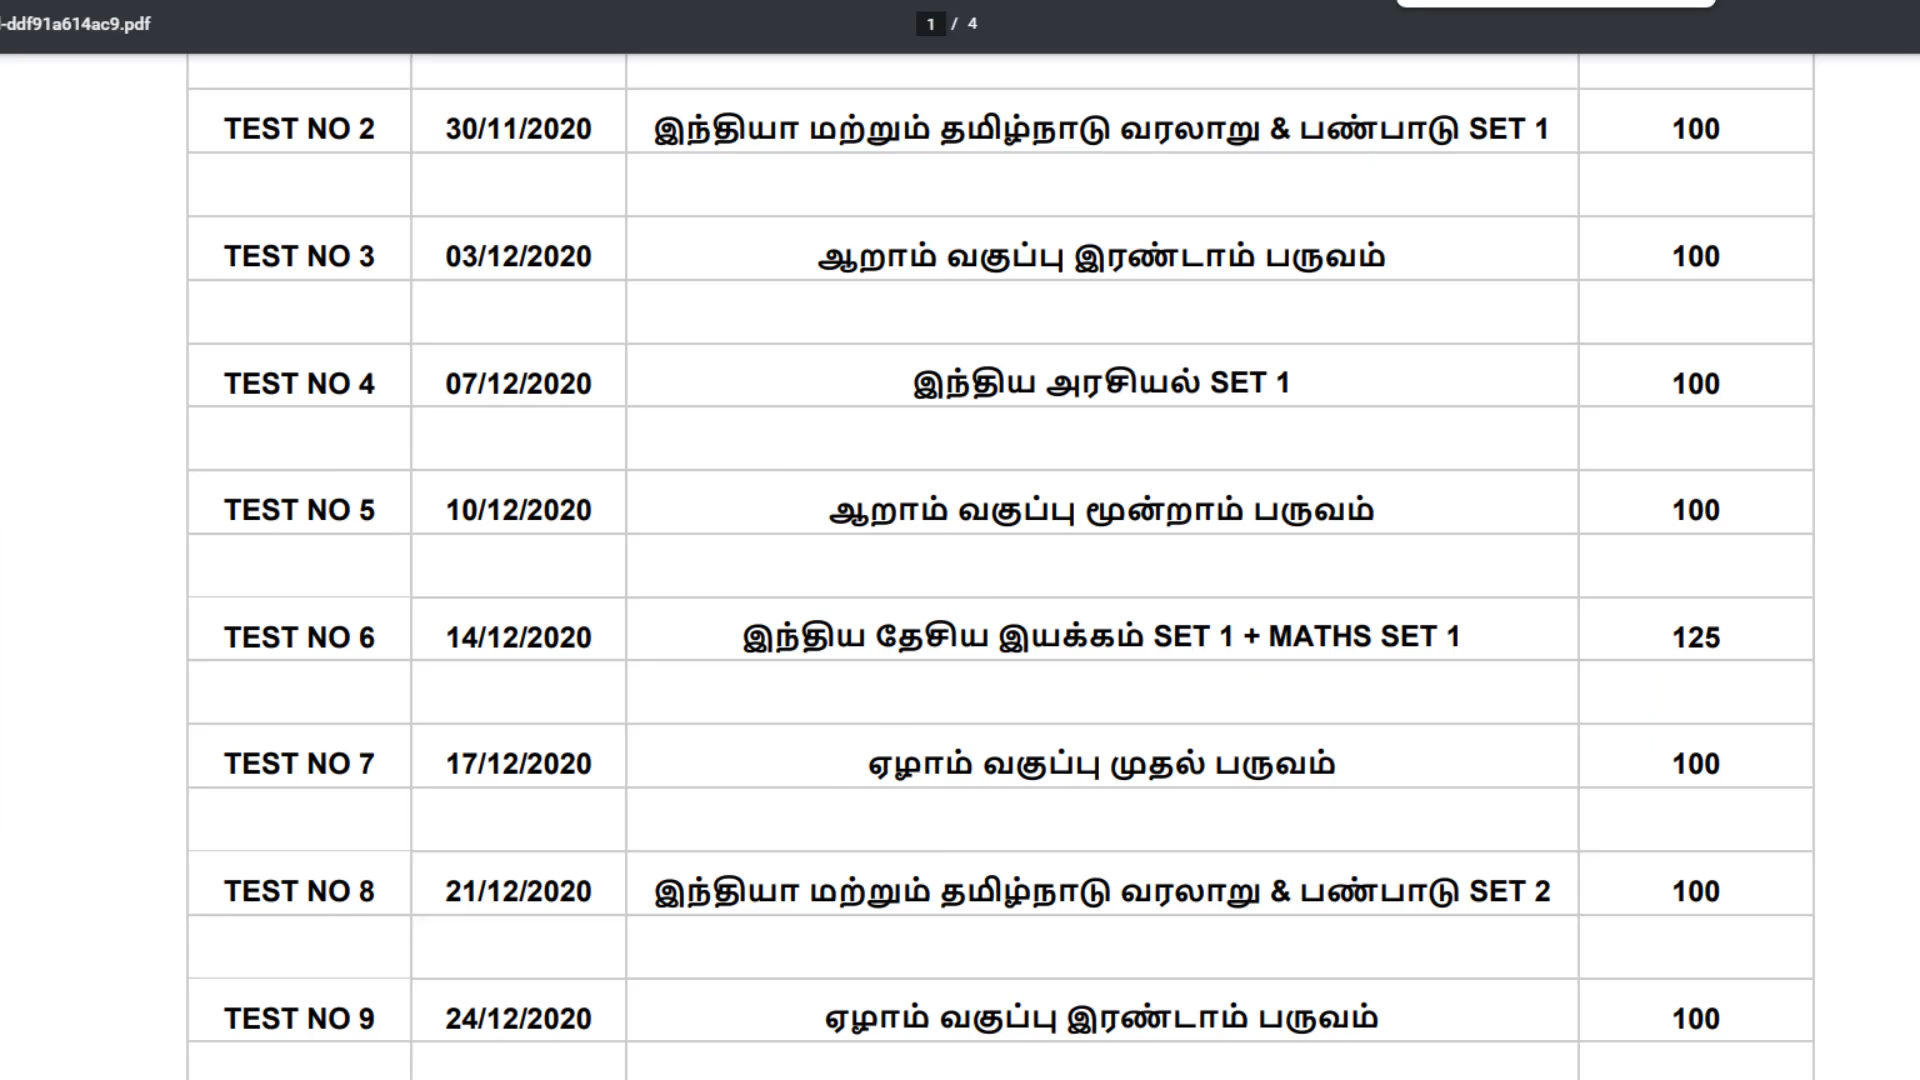 -ddf91a614ac9.pdf
1 / 4
TEST NO 2 30/11/2020 இந்தியா மற்றும் தமிழ்நாடு வரலாறு & பண்பாடு SET 1 100
TEST NO 3 03/12/2020 ஆறாம் வகுப்பு இரண்டாம் பருவம் 100
TEST NO 4 07/12/2020 இந்திய அரசியல் SET 1 100
TEST NO 5 10/12/2020 ஆறாம் வகுப்பு மூன்றாம் பருவம் 100
TEST NO 6 14/12/2020 இந்திய தேசிய இயக்கம் SET 1 + MATHS SET 1 125
TEST NO 7 17/12/2020 ஏழாம் வகுப்பு முதல் பருவம் 100
TEST NO 8 21/12/2020 இந்தியா மற்றும் தமிழ்நாடு வரலாறு & பண்பாடு SET 2 100
TEST NO 9 24/12/2020 ஏழாம் வகுப்பு இரண்டாம் பருவம் 100